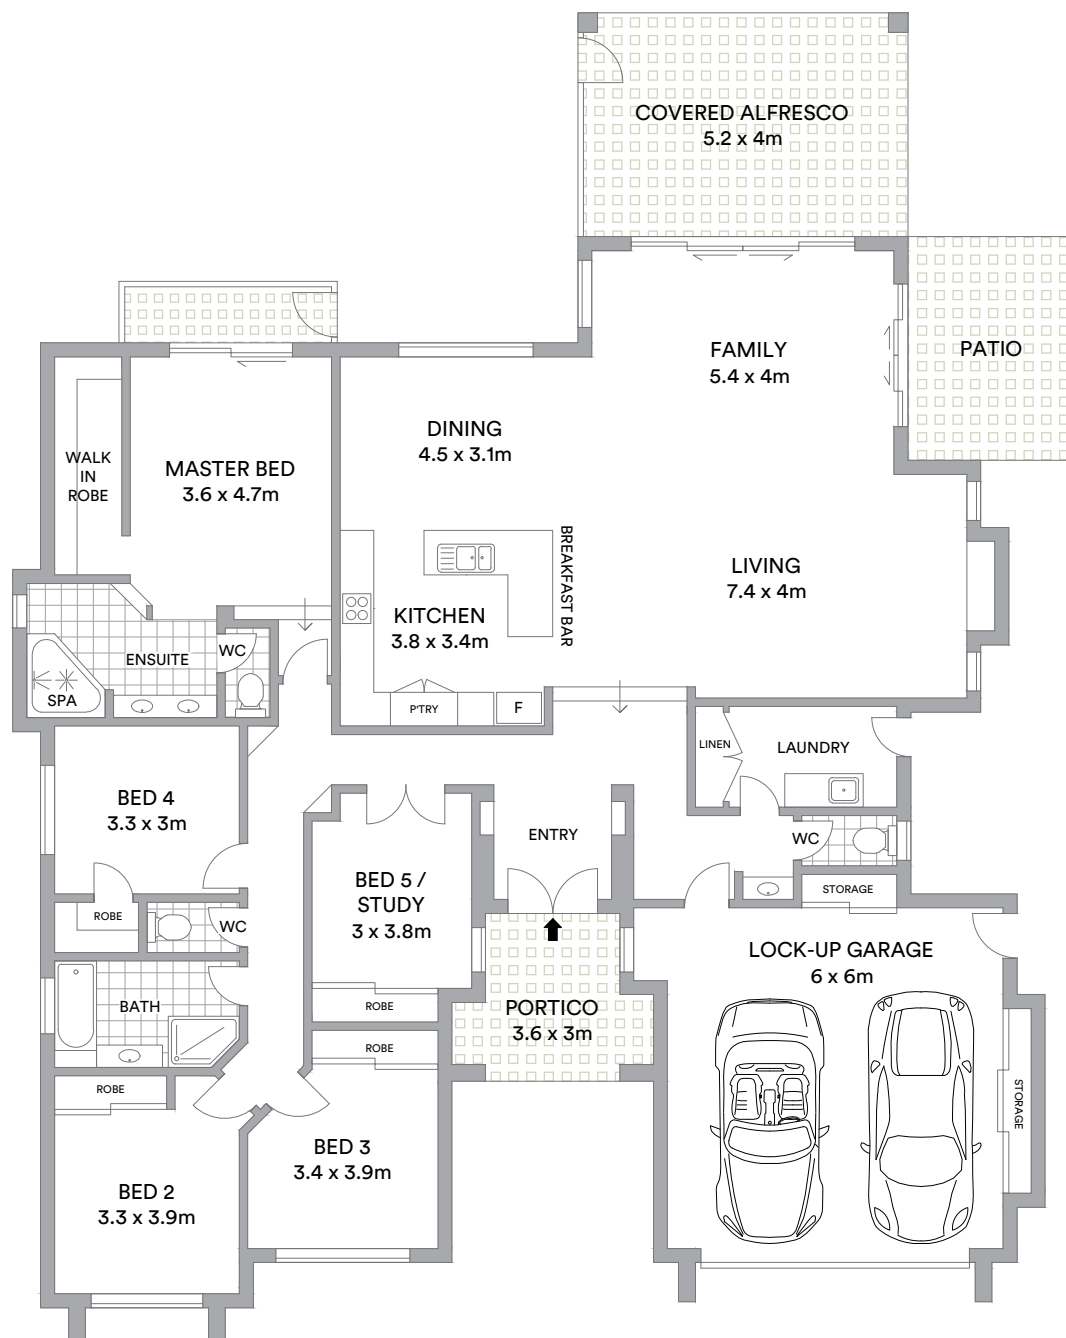 COVERED ALFRESCO
5.2 x 4m
FAMILY
5.4 x 4m
PATIO
DINING
4.5 x 3.1m
WALK
IN
ROBE
MASTER BED
3.6 x 4.7m
BREAKFAST BAR
LIVING
7.4 x 4m
KITCHEN
3.8 x 3.4m
WC
ENSUITE
SPA
P'TRY
F
LINEN
LAUNDRY
BED 4
3.3 x 3m
ENTRY
WC
BED 5 /
STUDY
3 x 3.8m
STORAGE
ROBE
WC
LOCK-UP GARAGE
6 x 6m
BATH
ROBE
PORTICO
3.6 x 3m
ROBE
ROBE
STORAGE
BED 3
3.4 x 3.9m
BED 2
3.3 x 3.9m